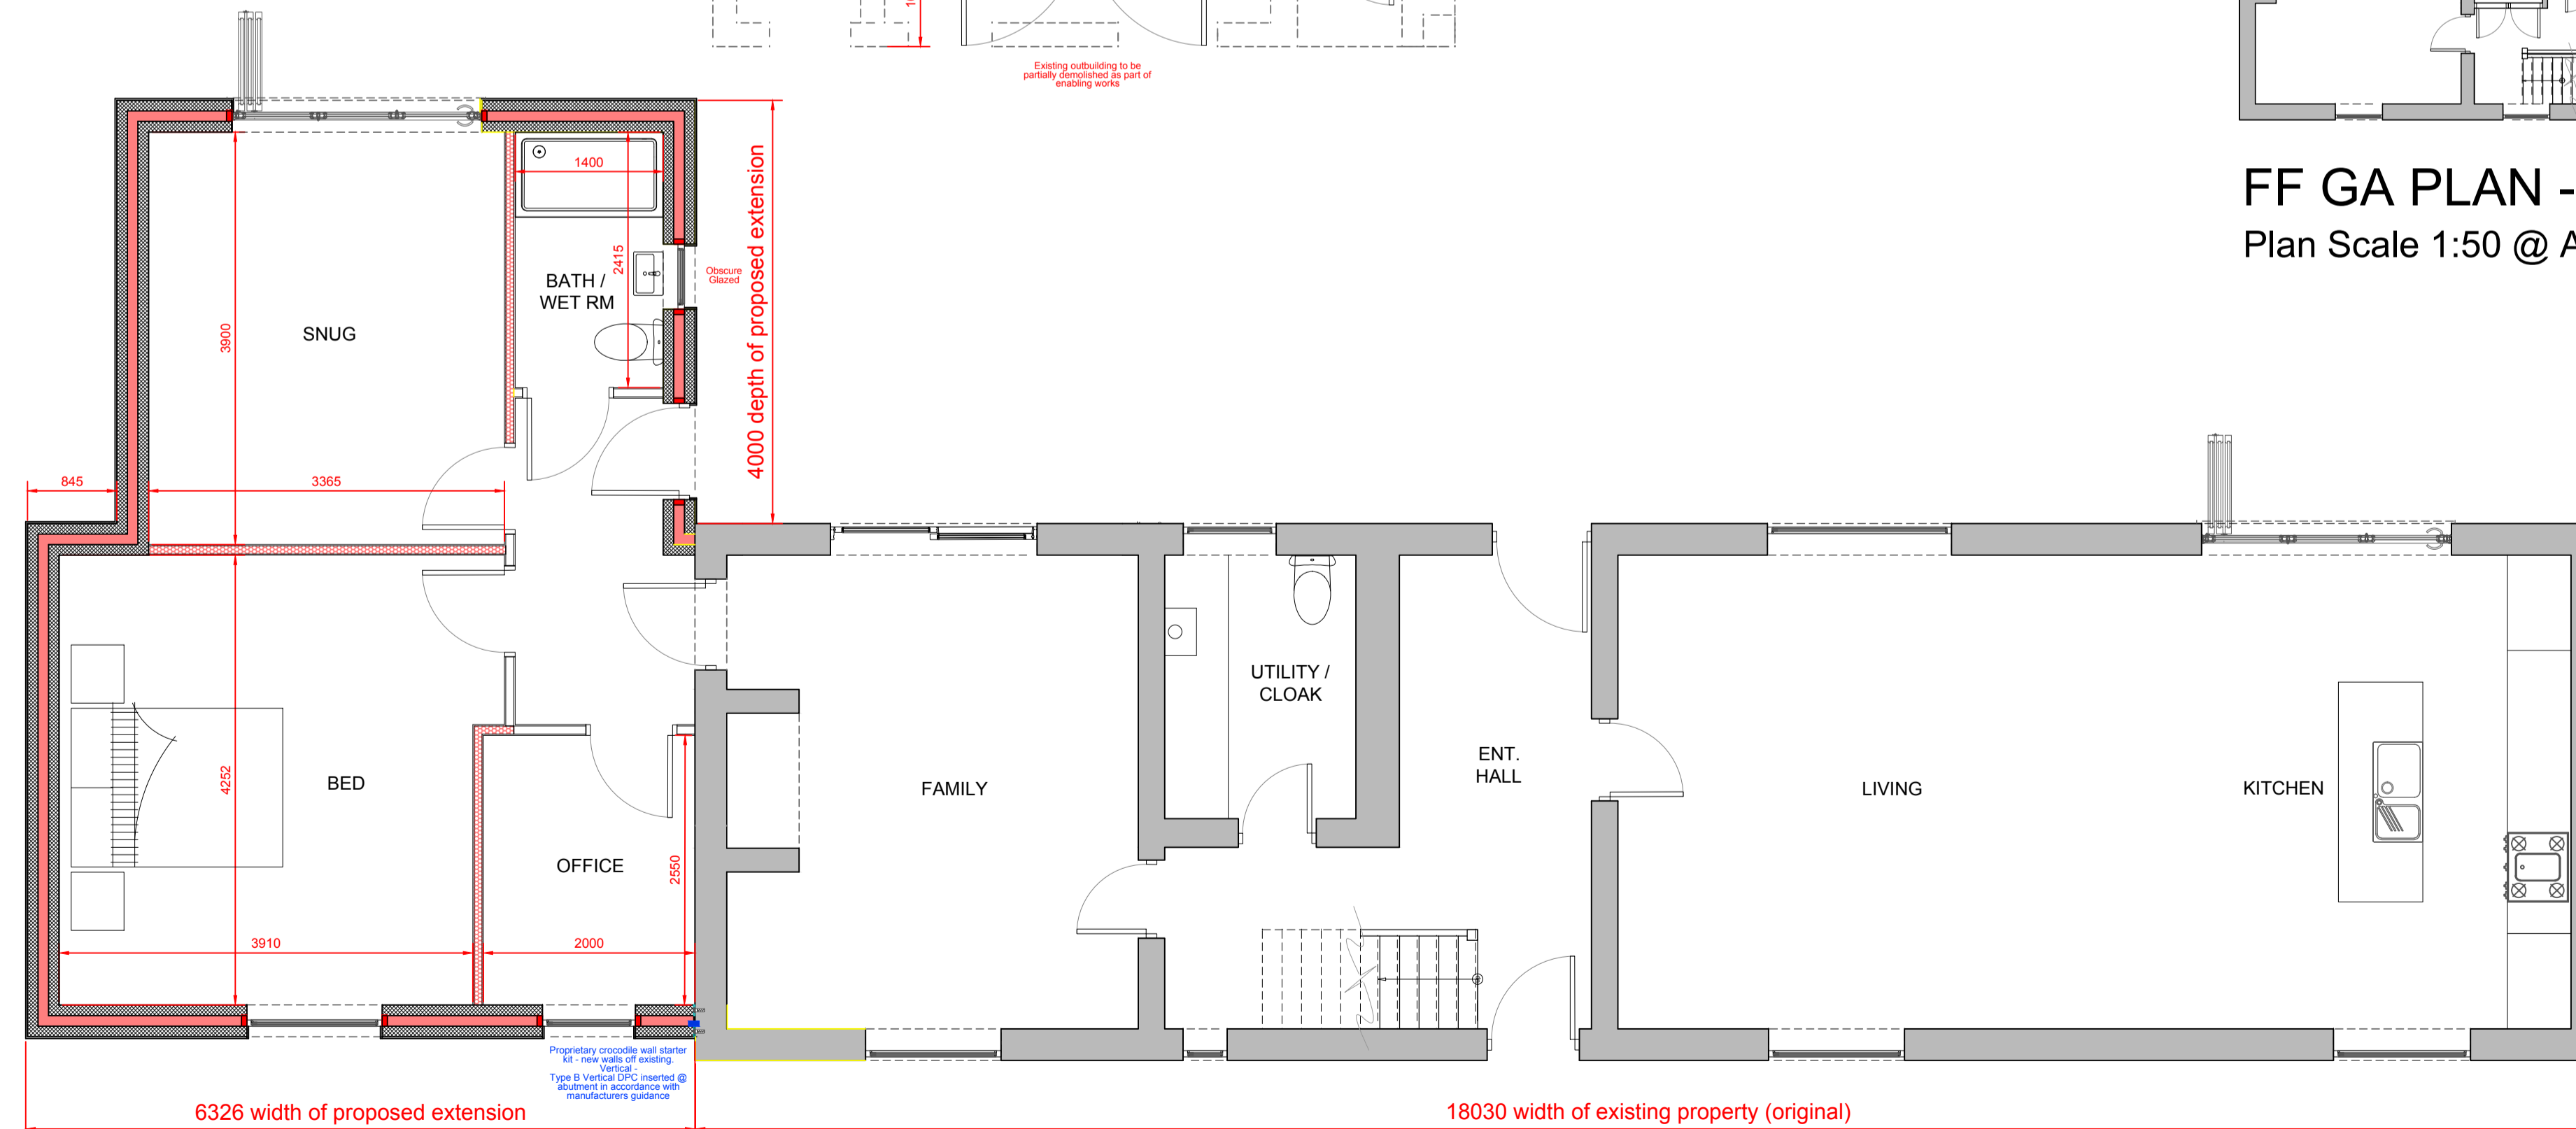 Existing outbuilding to be
partially demolished as part of
enabling works
FF GA PLAN -
Plan Scale 1:50 @ A
1400
2415
BATH /
WET RM
Obscure
Glazed
4000 depth of proposed extension
SNUG
3900
845
3365
BED
4252
3910
OFFICE
2550
2000
FAMILY
UTILITY /
CLOAK
ENT.
HALL
LIVING
KITCHEN
Proprietary crocodile wall starter
kit - new walls off existing.
Vertical -
Type B Vertical DPC inserted @
abutment in accordance with
manufacturers guidance
6326 width of proposed extension
18030 width of existing property (original)